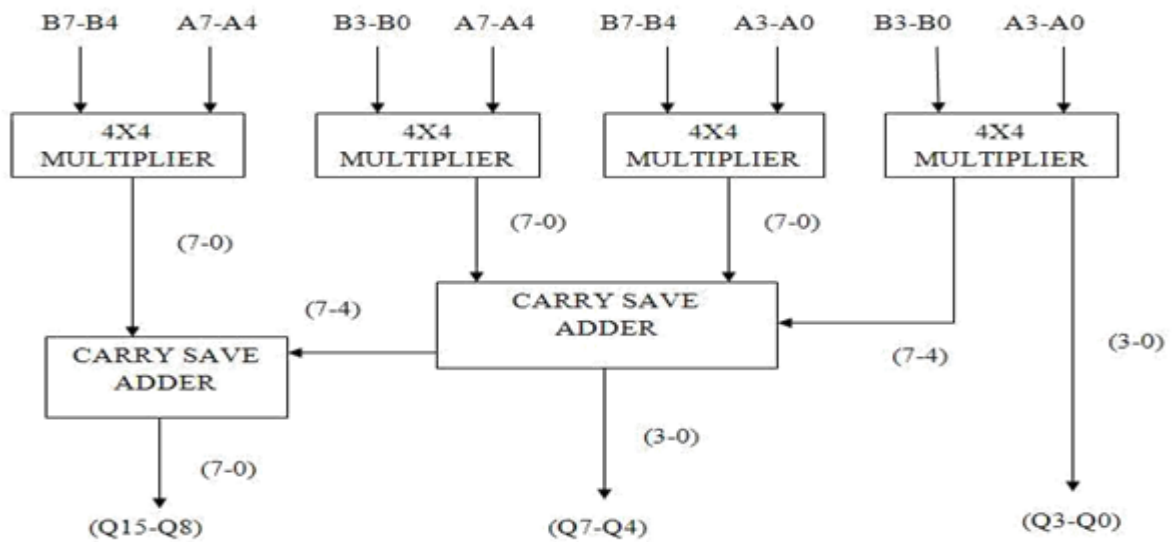 B7-B4 A7-A4 B3-B0 A7-A4 B7-B4 A3-A0 B3-B0 A3-A0
4X4 MULTIPLIER
4X4 MULTIPLIER
4X4 MULTIPLIER
4X4 MULTIPLIER
(7-0)
(7-0)
(7-0)
CARRY SAVE
ADDER
(7-4)
(7-4)
(3-0)
CARRY SAVE
ADDER
(3-0)
(7-0)
(Q15-Q8) (Q7-Q4) (Q3-Q0)